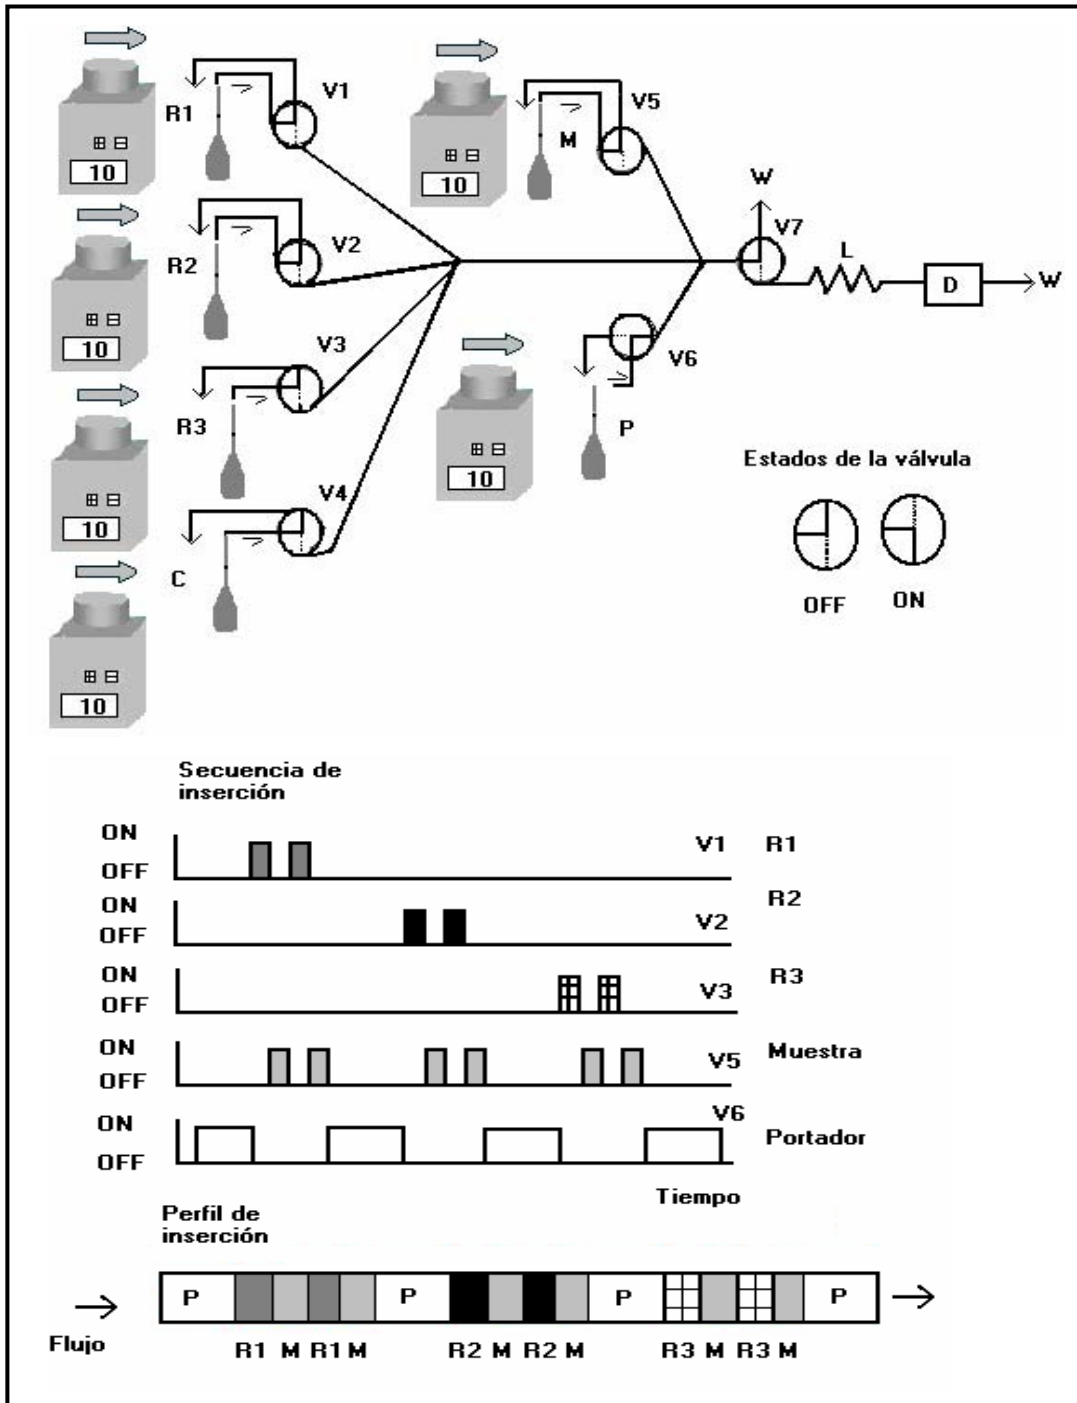 R1
V1
10
R2
V2
10
R3
V3
10
C
V4
10
M
V5
10
P
V6
10
W
V7
L
D
W
Estados de la válvula
OFF
ON
Secuencia de
inserción
ON
OFF
V1
R1
ON
OFF
V2
R2
ON
OFF
V3
R3
ON
OFF
V5
Muestra
ON
OFF
V6
Portador
Tiempo
Perfil de
inserción
P
P
P
P
Flujo
R1 M R1 M
R2 M R2 M
R3 M R3 M